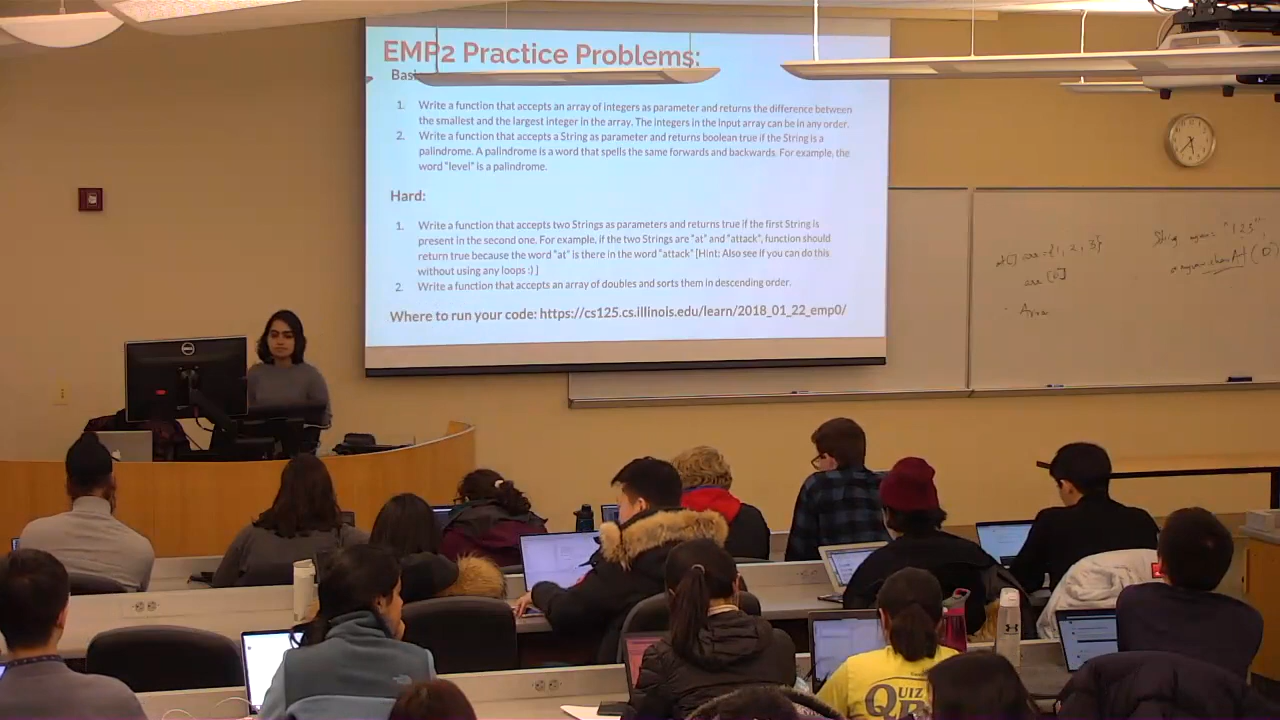 EMP2 Practice Problems:
Basi
1. Write a function that accepts an array of integers as parameter and returns the difference between
the smallest and the largest integer in the array. The integers in the input array can be in any order.
2. Write a function that accepts a String as parameter and returns boolean true if the String is a
palindrome. A palindrome is a word that spells the same forwards and backwards. For example, the
word "level" is a palindrome.
Hard:
1. Write a function that accepts two Strings as parameters and returns true if the first String is
present in the second one. For example, if the two Strings are "at" and "attack", function should
return true because the word "at" is there in the word "attack" [Hint: Also see if you can do this
without using any loops :) ]
2. Write a function that accepts an array of doubles and sorts them in descending order.
Where to run your code: https://cs125.cs.illinois.edu/learn/2018_01_22_emp0/
arr = {1, 2, 3}
arr [0]
String "123"
DELL
QUIZ